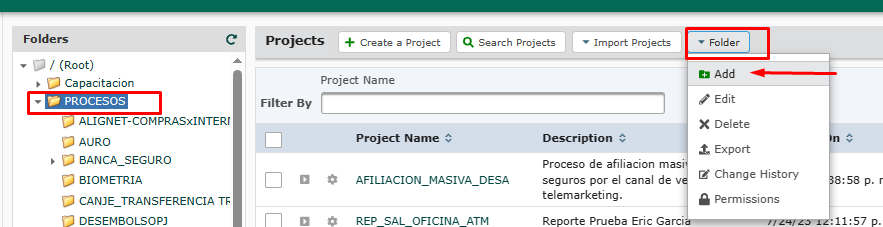 Folders
/ (Root)
Capacitacion
PROCESOS
ALIGNET-COMPRASxINTERN
AURO
BANCA_SEGURO
BIOMETRIA
CANJE_TRANSFERENCIA TR
DESEMBOLSOPJ
Projects
Create a Project
Search Projects
Import Projects
Folder
Add
Edit
Delete
Export
Change History
Permissions
Project Name
Filter By
Project Name
Description
On
AFILIACION_MASIVA_DESA
Proceso de afiliacion masiv
seguros por el canal de ve
telemarketing.
38:58 p. r
REP_SAL_OFICINA_ATM
Reporte Prueba Eric Garcia
7/24/23 12:11:57 p.